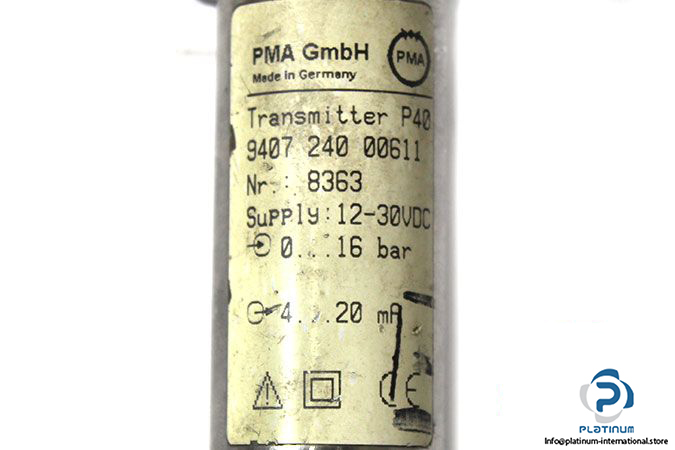 PMA GmbH
PMA
Made in Germany
Transmitter P40
9407 240 00611
Nr.: 8363
Supply:12-30VDC
0...16 bar
4...20 mA
CE
PLATINUM
Info@platinum-international.store